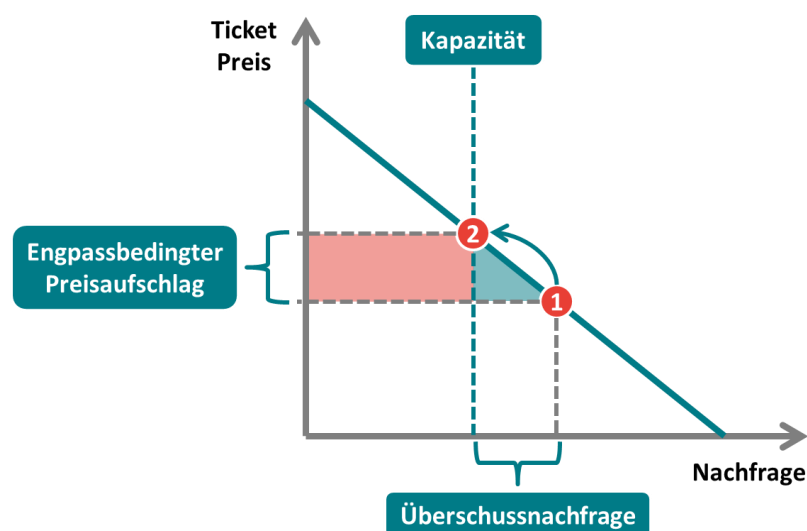 Ticket
Preis
Kapazität
2
Engpassbedingter
Preisaufschlag
1
Nachfrage
Überschussnachfrage